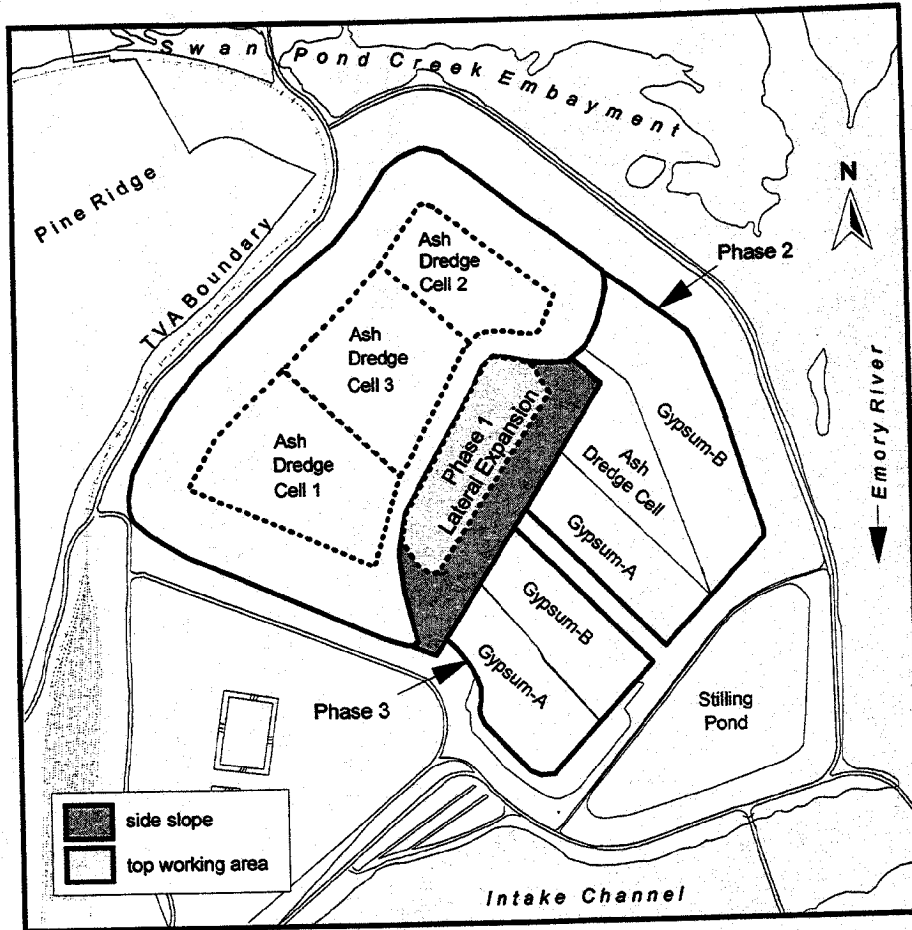 Swan Pond Creek Embayment
Pine Ridge
TVA Boundary
N
Phase 2
Ash
Dredge
Cell 2
Ash
Dredge
Cell 3
Ash
Dredge
Cell 1
Phase 1
Lateral Expansion
Gypsum-B
Ash
Dredge Cell
Gypsum-A
Emory River
Gypsum-B
Gypsum-A
Phase 3
Stilling
Pond
side slope
top working area
Intake Channel